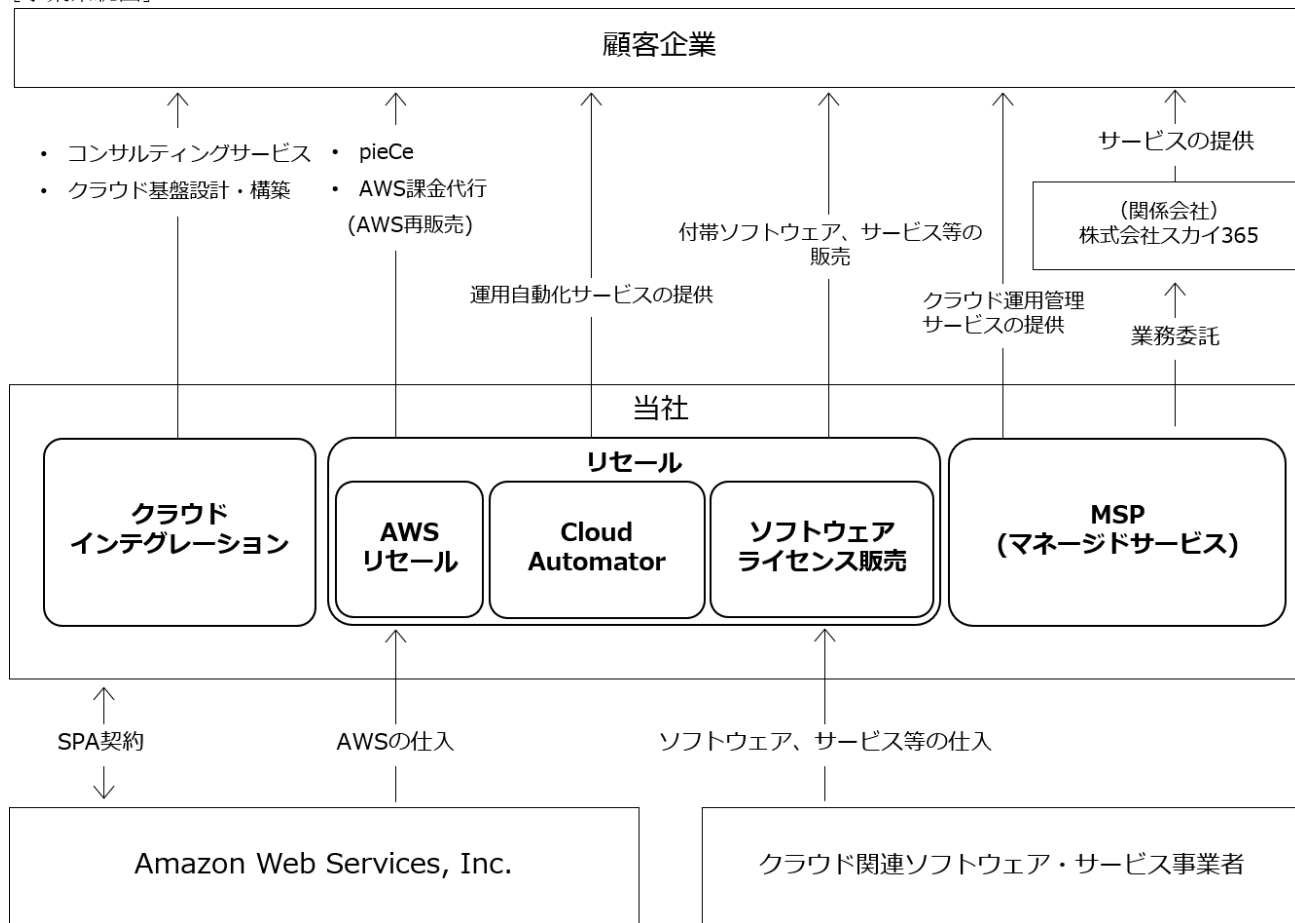 顧客企業
• コンサルティングサービス
• クラウド基盤設計・構築
• pieCe
• AWS課金代行
(AWS再販売)
運用自動化サービスの提供
付帯ソフトウェア、サービス等の
販売
クラウド運用管理
サービスの提供
サービスの提供
（関係会社）
株式会社スカイ365
業務委託
当社
クラウド
インテグレーション
リセール
AWS
リセール
Cloud
Automator
ソフトウェア
ライセンス販売
MSP
(マネージドサービス)
SPA契約
AWSの仕入
ソフトウェア、サービス等の仕入
Amazon Web Services, Inc.
クラウド関連ソフトウェア・サービス事業者